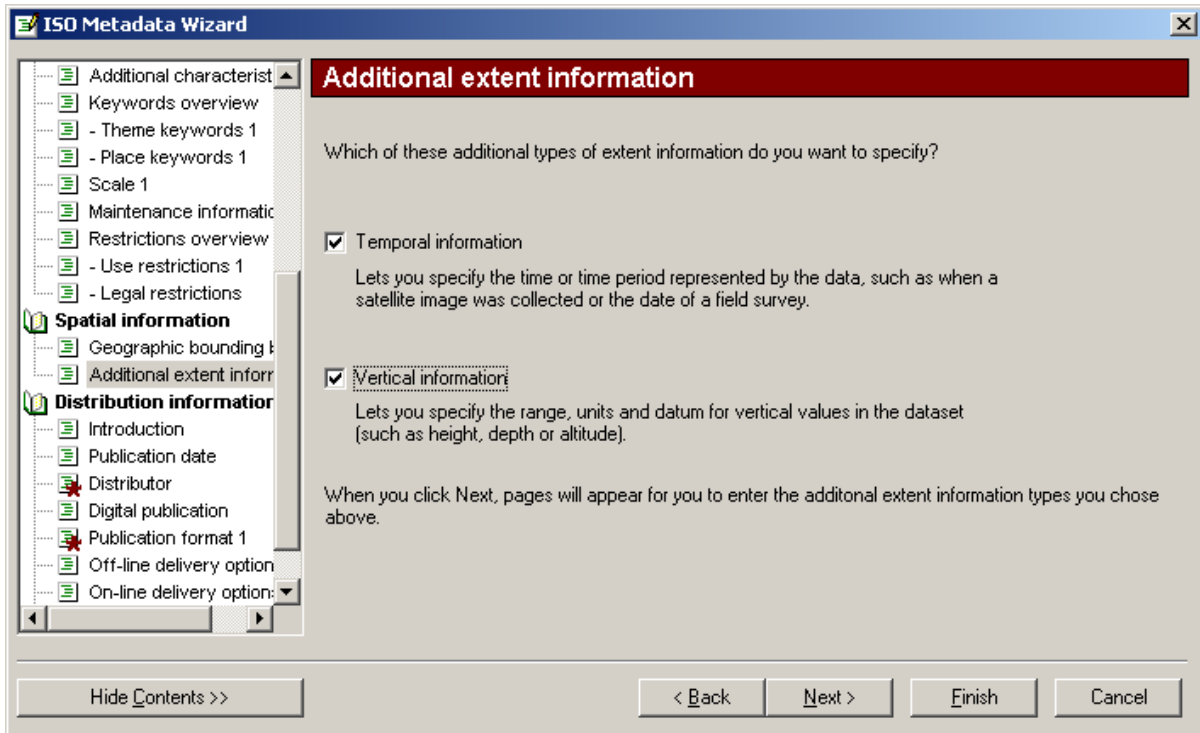 ISO Metadata Wizard
Additional characterist
Keywords overview
- Theme keywords 1
- Place keywords 1
Scale 1
Maintenance informatic
Restrictions overview
- Use restrictions 1
- Legal restrictions
Spatial information
Geographic bounding b
Additional extent inforr
Distribution information
Introduction
Publication date
Distributor
Digital publication
Publication format 1
Off-line delivery option
On-line delivery option:
Additional extent information
Which of these additional types of extent information do you want to specify?
Temporal information
Lets you specify the time or time period represented by the data, such as when a
satellite image was collected or the date of a field survey.
Vertical information
Lets you specify the range, units and datum for vertical values in the dataset
(such as height, depth or altitude).
When you click Next, pages will appear for you to enter the additonal extent information types you chose
above.
Hide Contents >>
< Back
Next >
Finish
Cancel